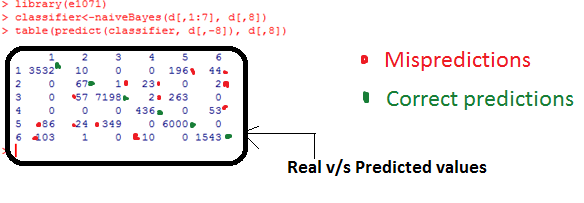 > library(e1071)
> classifier<-naiveBayes(d[,1:7], d[,8])
> table(predict(classifier, d[,-8]), d[,8])
1 2 3 4 5 6
1 3532 10 0 0 196 44
2 0 67 1 23 0 2
3 0 57 7198 2 263 0
4 0 0 0 436 0 53
5 86 24 349 0 6000 0
6 103 1 0 10 0 1543
>
Mispredictions
Correct predictions
Real v/s Predicted values